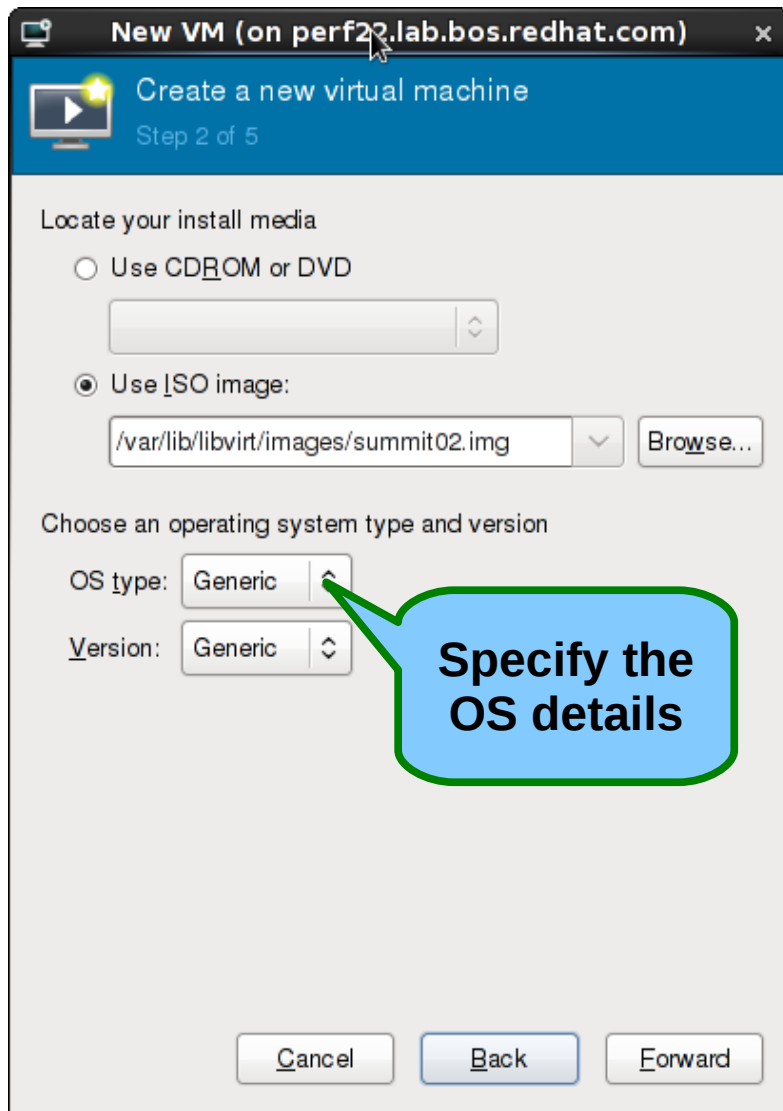 New VM (on perf22.lab.bos.redhat.com)
Create a new virtual machine
Step 2 of 5
Locate your install media
Use CDROM or DVD
Use ISO image:
/var/lib/libvirt/images/summit02.img
Browse...
Choose an operating system type and version
OS type: Generic
Version: Generic
Specify the
OS details
Cancel Back Forward